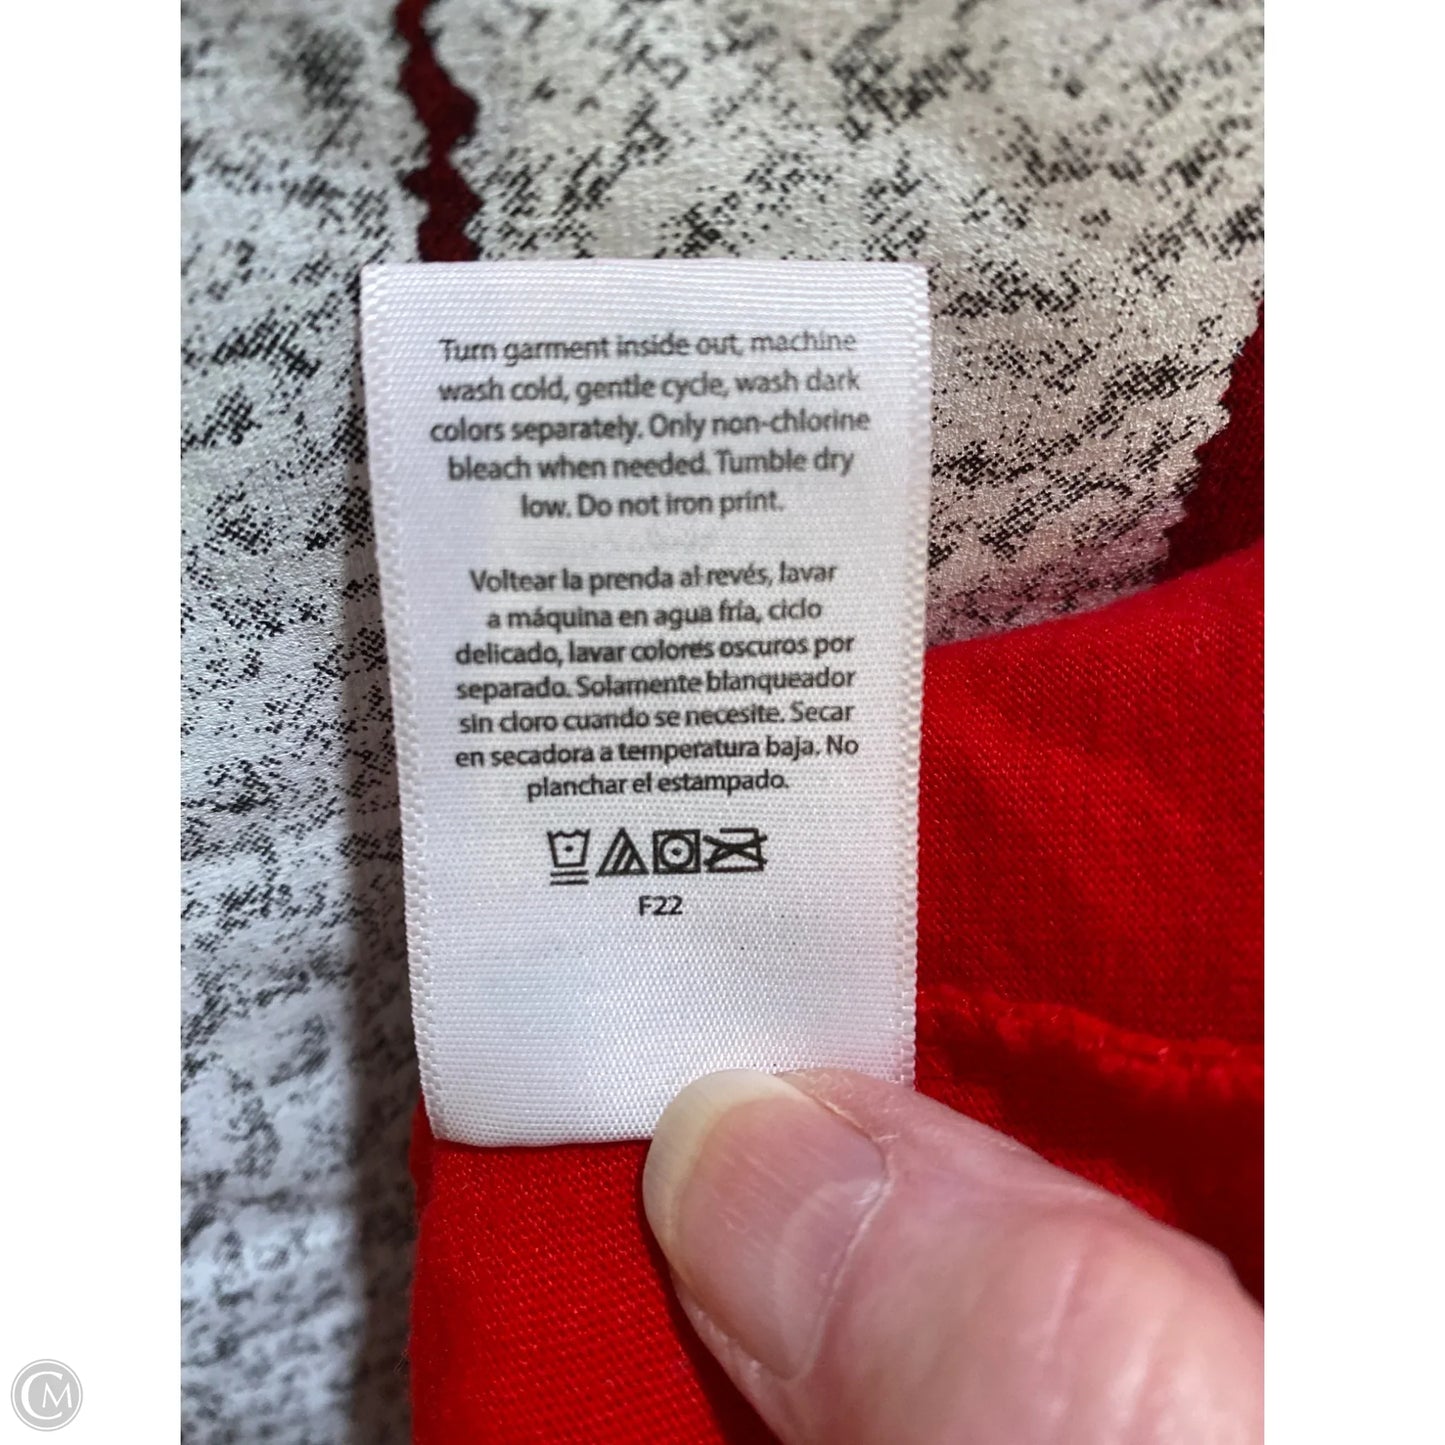 Turn garment inside out, machine
wash cold, gentle cycle, wash dark
colors separately. Only non-chlorine
bleach when needed. Tumble dry
low. Do not iron print.
Voltear la prenda al revés, lavar
a máquina en agua fría, ciclo
delicado, lavar colores oscuros por
separado. Solamente blanqueador
sin cloro cuando se necesite. Secar
en secadora a temperatura baja. No
planchar el estampado.
F22
CM